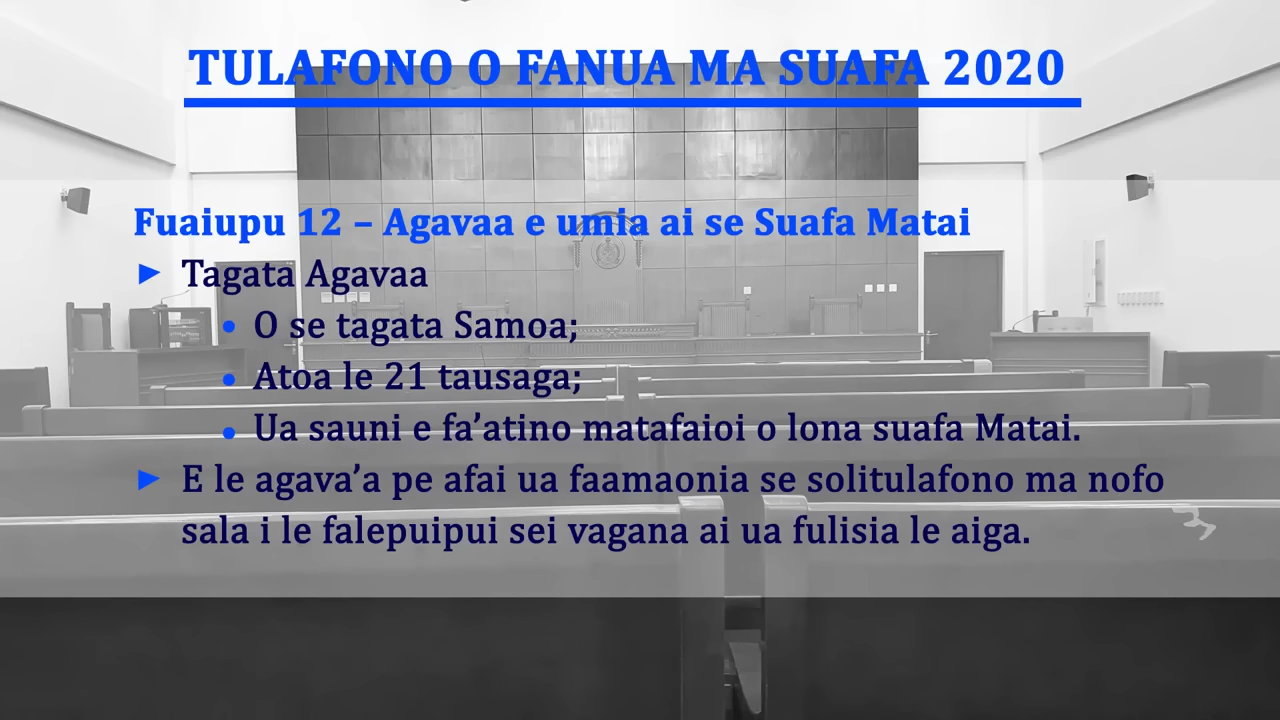 TULAFONO O FANUA MA SUAFA 2020
Fuaiupu 12 – Agavaa e umia ai se Suafa Matai
Tagata Agavaa
O se tagata Samoa;
Atoa le 21 tausaga;
Ua sauni e fa’atino matafaioi o lona suafa Matai.
E le agava’a pe afai ua faamaonia se solitulafono ma nofo
sala i le falepuipui sei vagana ai ua fulisia le aiga.